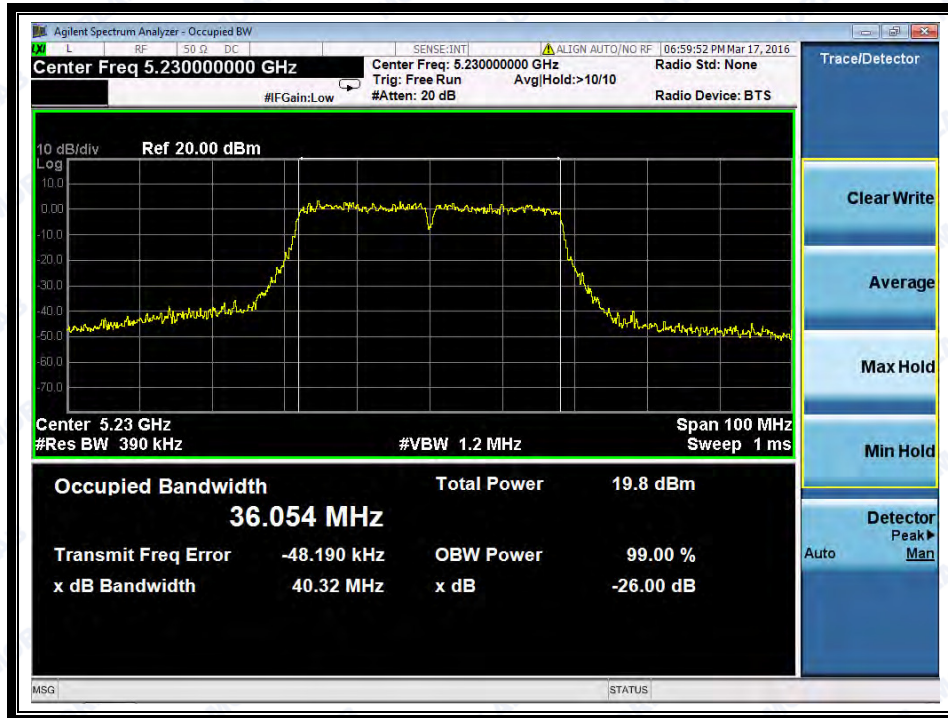 Agilent Spectrum Analyzer - Occupied BW
LXI L RF 50 Ω DC SENSE:INT ALIGN AUTO/NO RF 06:59:52 PM Mar 17, 2016
Center Freq 5.230000000 GHz Center Freq: 5.230000000 GHz Radio Std: None
Trig: Free Run Avg|Hold:>10/10
#IFGain:Low #Atten: 20 dB Radio Device: BTS
Trace/Detector
10 dB/div Ref 20.00 dBm
Log
10.0
0.00
-10.0
-20.0
-30.0
-40.0
-50.0
-60.0
-70.0
Center 5.23 GHz Span 100 MHz
#Res BW 390 kHz #VBW 1.2 MHz Sweep 1 ms
Occupied Bandwidth Total Power 19.8 dBm
36.054 MHz
Transmit Freq Error -48.190 kHz OBW Power 99.00 %
x dB Bandwidth 40.32 MHz x dB -26.00 dB
Clear Write
Average
Max Hold
Min Hold
Detector
Peak▶
Auto Man
MSG STATUS